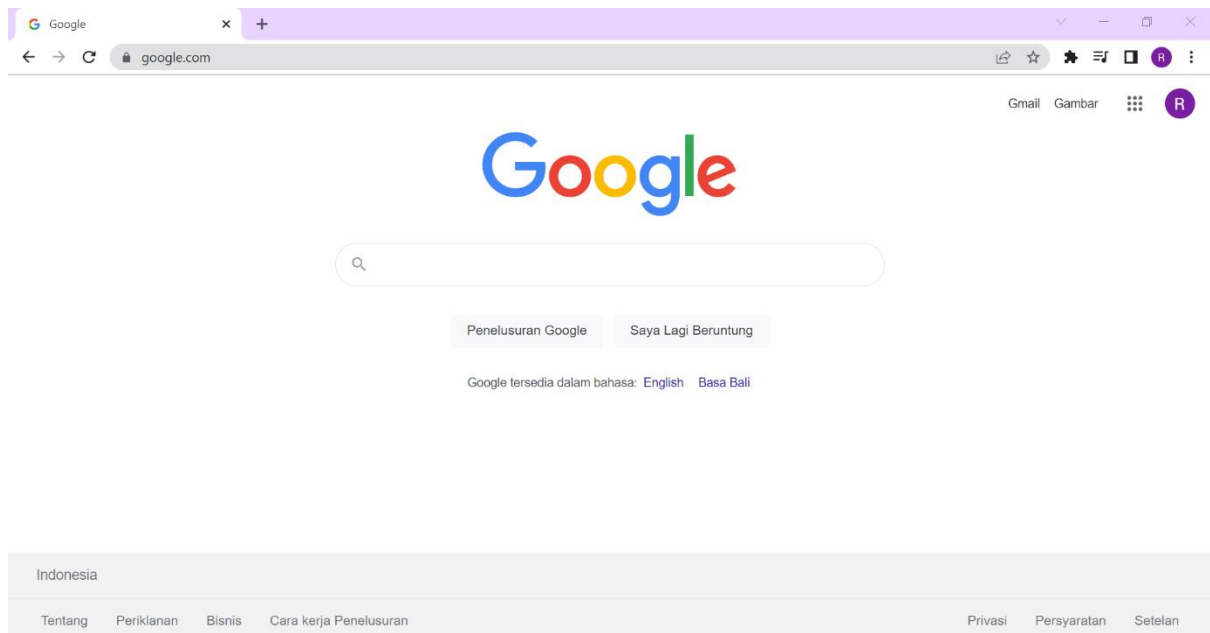 Google
google.com
R
Gmail Gambar
R
Google
Penelusuran Google Saya Lagi Beruntung
Google tersedia dalam bahasa: English Basa Bali
Indonesia
Tentang Periklanan Bisnis Cara kerja Penelusuran Privasi Persyaratan Setelan